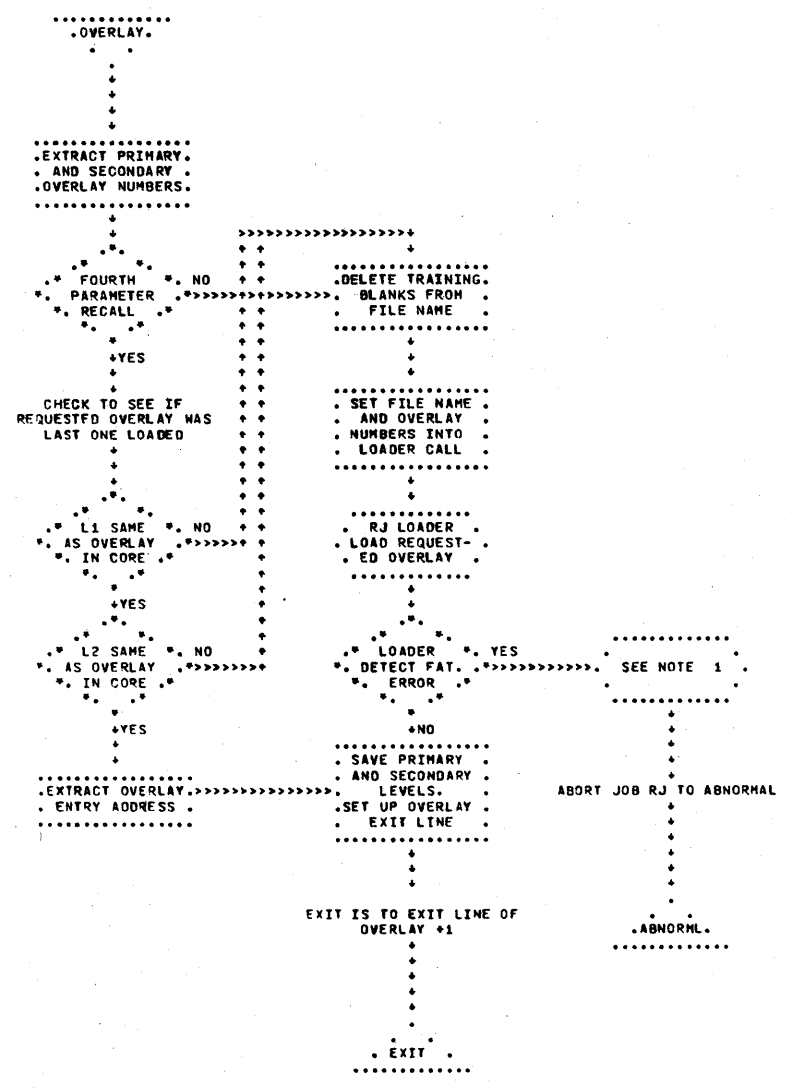 OVERLAY.
EXTRACT PRIMARY
AND SECONDARY
OVERLAY NUMBERS.
FOURTH
PARAMETER
RECALL
NO
YES
CHECK TO SEE IF
REQUESTED OVERLAY WAS
LAST ONE LOADED
L1 SAME
AS OVERLAY
IN CORE
NO
YES
L2 SAME
AS OVERLAY
IN CORE
NO
YES
EXTRACT OVERLAY
ENTRY ADDRESS
DELETE TRAINING
BLANKS FROM
FILE NAME
SET FILE NAME
AND OVERLAY
NUMBERS INTO
LOADER CALL
RJ LOADER
LOAD REQUEST-
ED OVERLAY
LOADER
DETECT FAT.
ERROR
YES
NO
SEE NOTE 1
SAVE PRIMARY
AND SECONDARY
LEVELS.
SET UP OVERLAY
EXIT LINE
ABORT JOB RJ TO ABNORMAL
EXIT IS TO EXIT LINE OF
OVERLAY +1
ABNORML.
EXIT